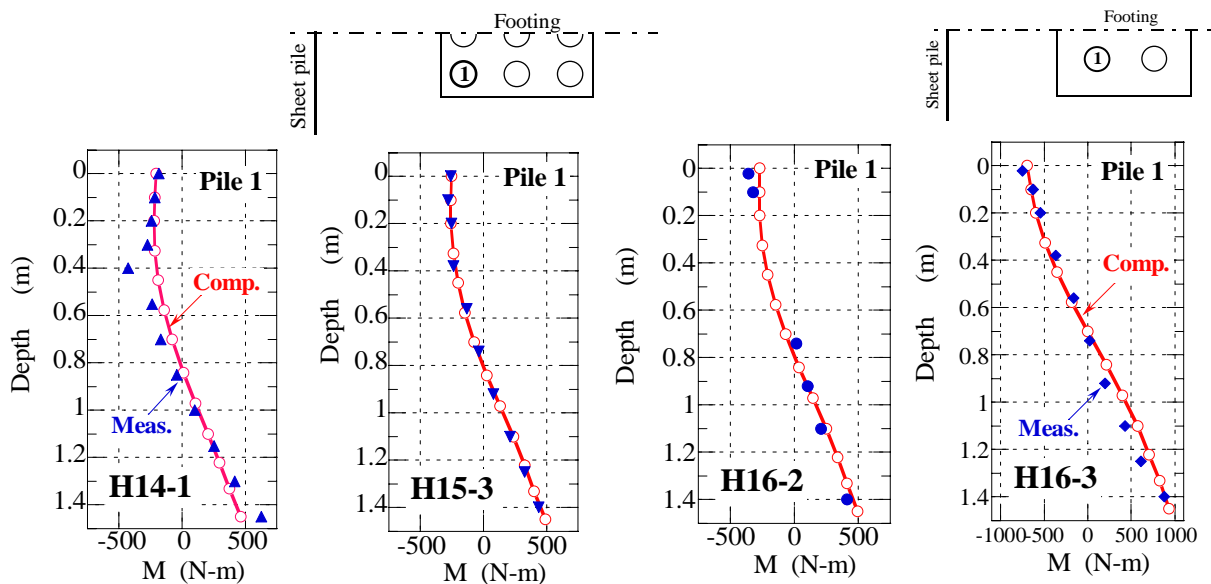 Footing
Sheet pile
1
Footing
Sheet pile
1
Pile 1
0
0.2
0.4
0.6
0.8
1
1.2
1.4
Depth (m)
Comp.
Meas.
H14-1
-500 0 500
M (N-m)
Pile 1
0
0.2
0.4
0.6
0.8
1
1.2
1.4
Depth (m)
H15-3
-500 0 500
M (N-m)
Pile 1
0
0.2
0.4
0.6
0.8
1
1.2
1.4
Depth (m)
H16-2
-500 0 500
M (N-m)
Pile 1
0
0.2
0.4
0.6
0.8
1
1.2
1.4
Depth (m)
Comp.
Meas.
H16-3
-1000 -500 0 500 1000
M (N-m)